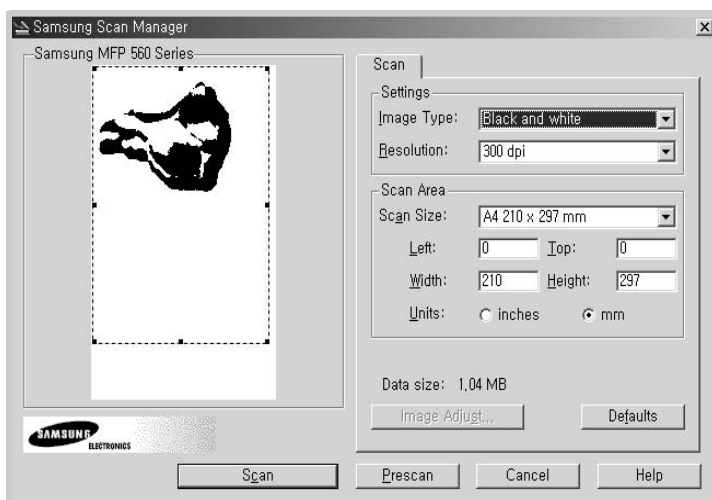 Samsung Scan Manager
Samsung MFP 560 Series
Scan
Settings
Image Type: Black and white
Resolution: 300 dpi
Scan Area
Scan Size: A4 210 x 297 mm
Left: 0 Top: 0
Width: 210 Height: 297
Units: inches mm
Data size: 1,04 MB
Image Adjust,,, Defaults
SAMSUNG
ELECTRONICS
Scan Prescan Cancel Help